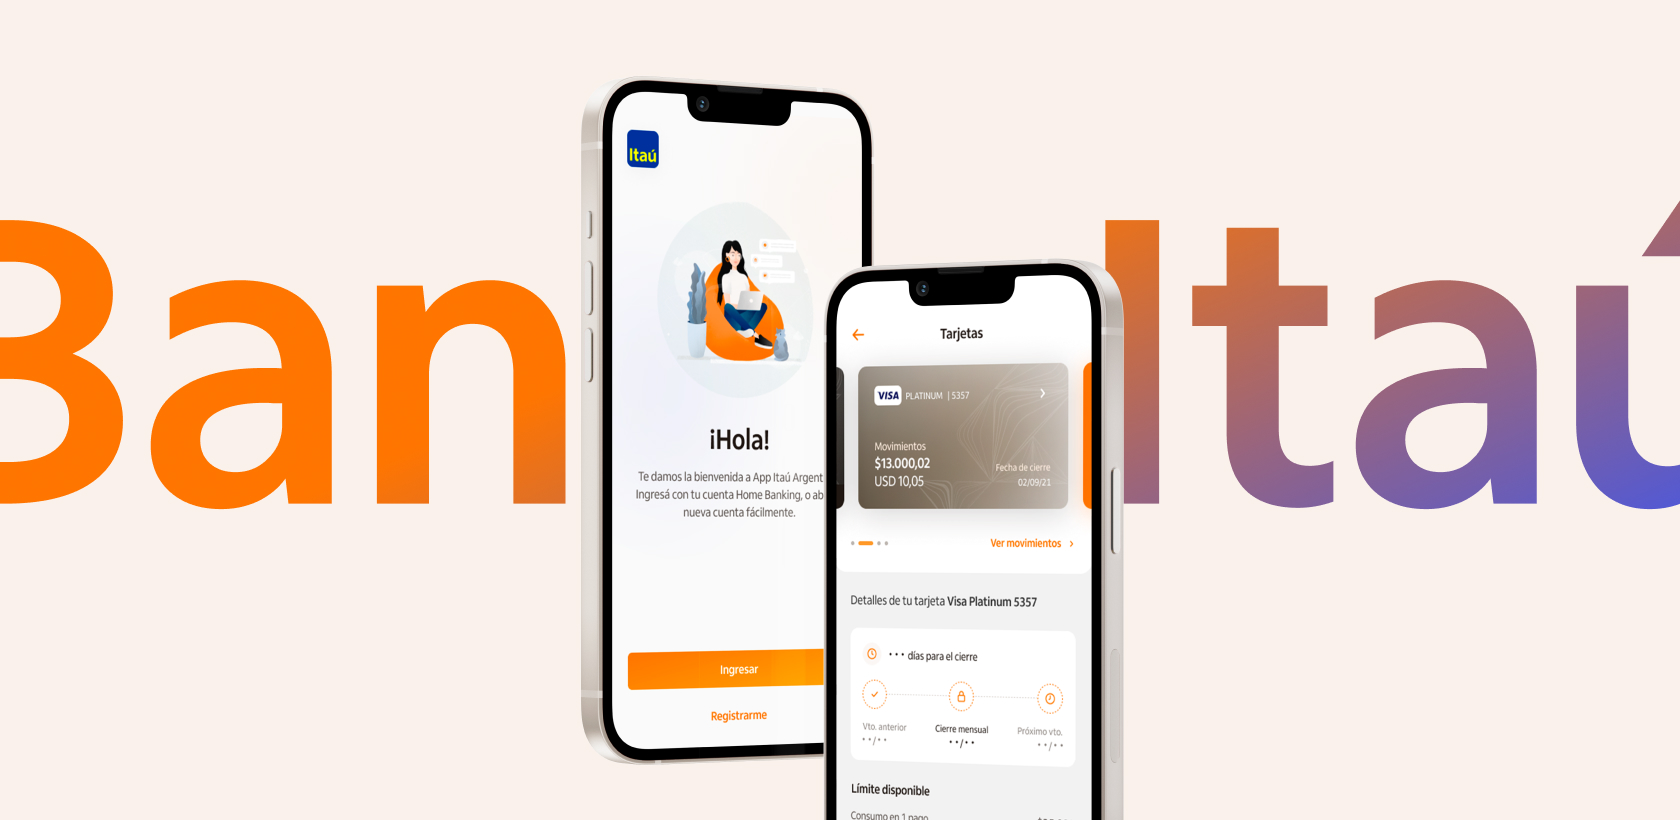 Ban Itaú
Itaú
¡Hola!
Te damos la bienvenida a App Itaú Argent
Ingresá con tu cuenta Home Banking, o ab
nueva cuenta fácilmente.
Ingresar
Registrarme
Tarjetas
VISA PLATINUM | 5357
Movimientos
$13.000,02
USD 10,05
Fecha de cierre
02/09/21
Ver movimientos
Detalles de tu tarjeta Visa Platinum 5357
••• días para el cierre
Vto. anterior
••/••
Cierre mensual
••/••
Próximo vto.
••/••
Límite disponible
Consumo en 1 pago